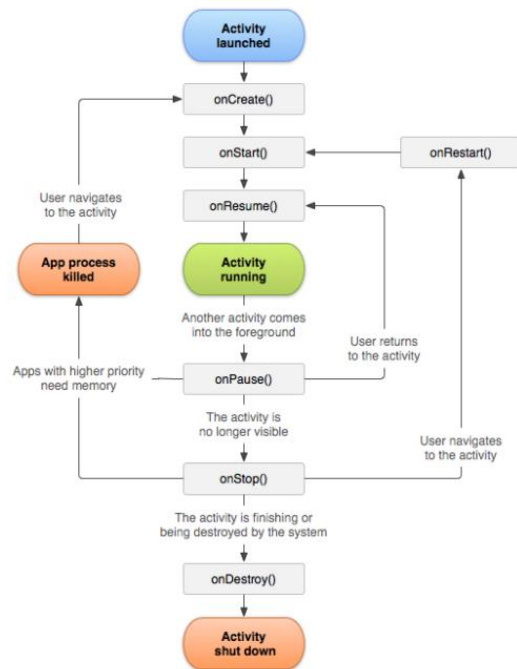 Activity
launched
onCreate()
onStart()
onRestart()
User navigates
to the activity
onResume()
App process
killed
Activity
running
Another activity comes
into the foreground
User returns
to the activity
Apps with higher priority
need memory
onPause()
The activity is
no longer visible
User navigates
to the activity
onStop()
The activity is finishing or
being destroyed by the system
onDestroy()
Activity
shut down